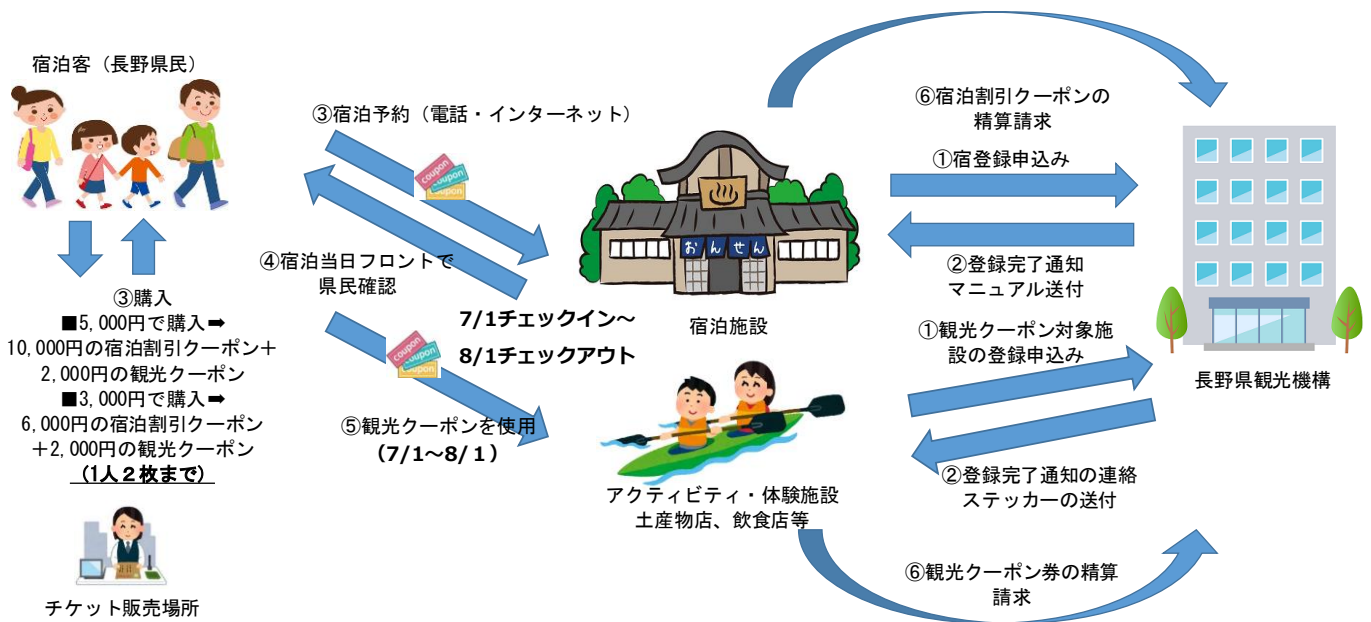 宿泊客（長野県民）
③宿泊予約（電話・インターネット）
coupon
coupon
⑥宿泊割引クーポンの
精算請求
①宿登録申込み
おんせん
④宿泊当日フロントで
県民確認
②登録完了通知
マニュアル送付
③購入
■5,000円で購入➡
10,000円の宿泊割引クーポン＋
2,000円の観光クーポン
■3,000円で購入➡
6,000円の宿泊割引クーポン
＋2,000円の観光クーポン
（1人２枚まで）
7/1チェックイン～
8/1チェックアウト
宿泊施設
①観光クーポン対象施
設の登録申込み
長野県観光機構
coupon
coupon
⑤観光クーポンを使用
（7/1～8/１）
アクティビティ・体験施設
土産物店、飲食店等
②登録完了通知の連絡
ステッカーの送付
⑥観光クーポン券の精算
請求
チケット販売場所